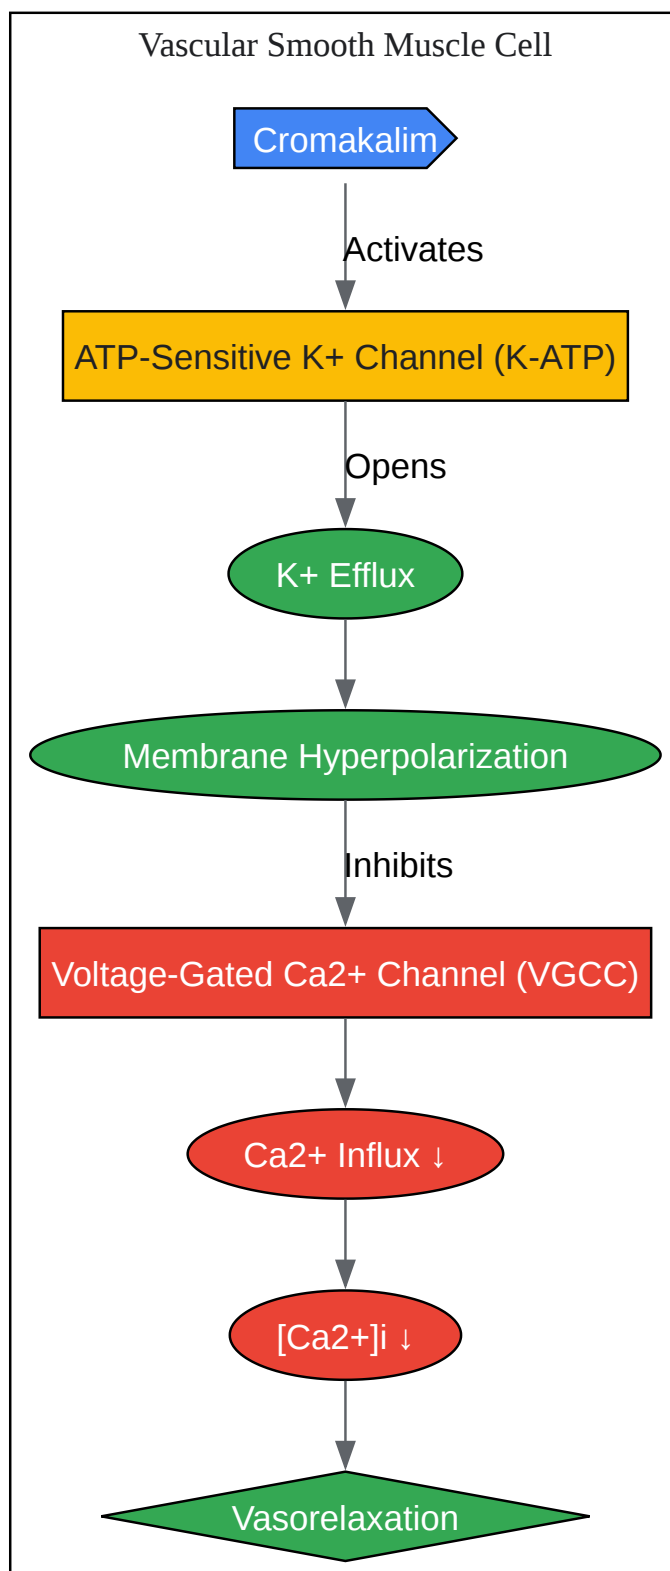 Vascular Smooth Muscle Cell
Cromakalim
Activates
ATP-Sensitive K+ Channel (K-ATP)
Opens
K+ Efflux
Membrane Hyperpolarization
Inhibits
Voltage-Gated Ca2+ Channel (VGCC)
Ca2+ Influx ↓
[Ca2+]i ↓
Vasorelaxation